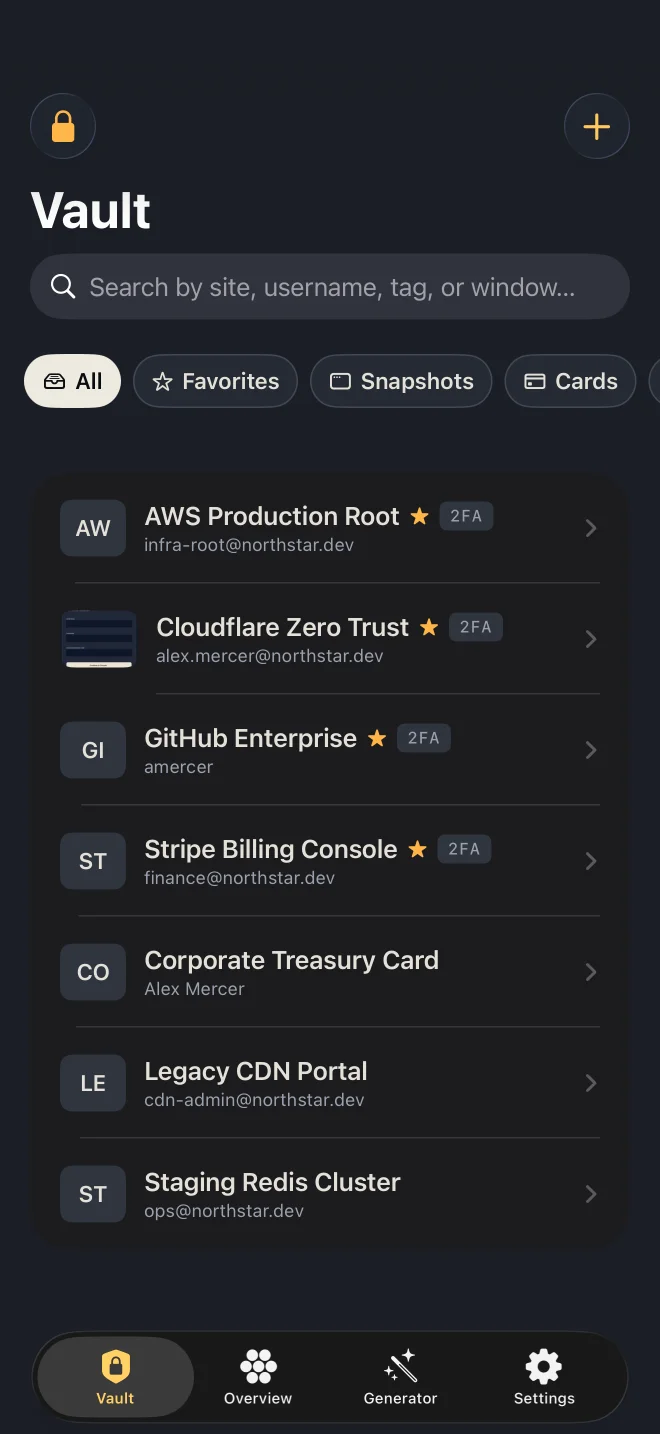 Vault
Search by site, username, tag, or window...
All
Favorites
Snapshots
Cards
AW
AWS Production Root
2FA
infra-root@northstar.dev
Cloudflare Zero Trust
2FA
alex.mercer@northstar.dev
GI
GitHub Enterprise
2FA
amercer
ST
Stripe Billing Console
2FA
finance@northstar.dev
CO
Corporate Treasury Card
Alex Mercer
LE
Legacy CDN Portal
cdn-admin@northstar.dev
ST
Staging Redis Cluster
ops@northstar.dev
Vault
Overview
Generator
Settings